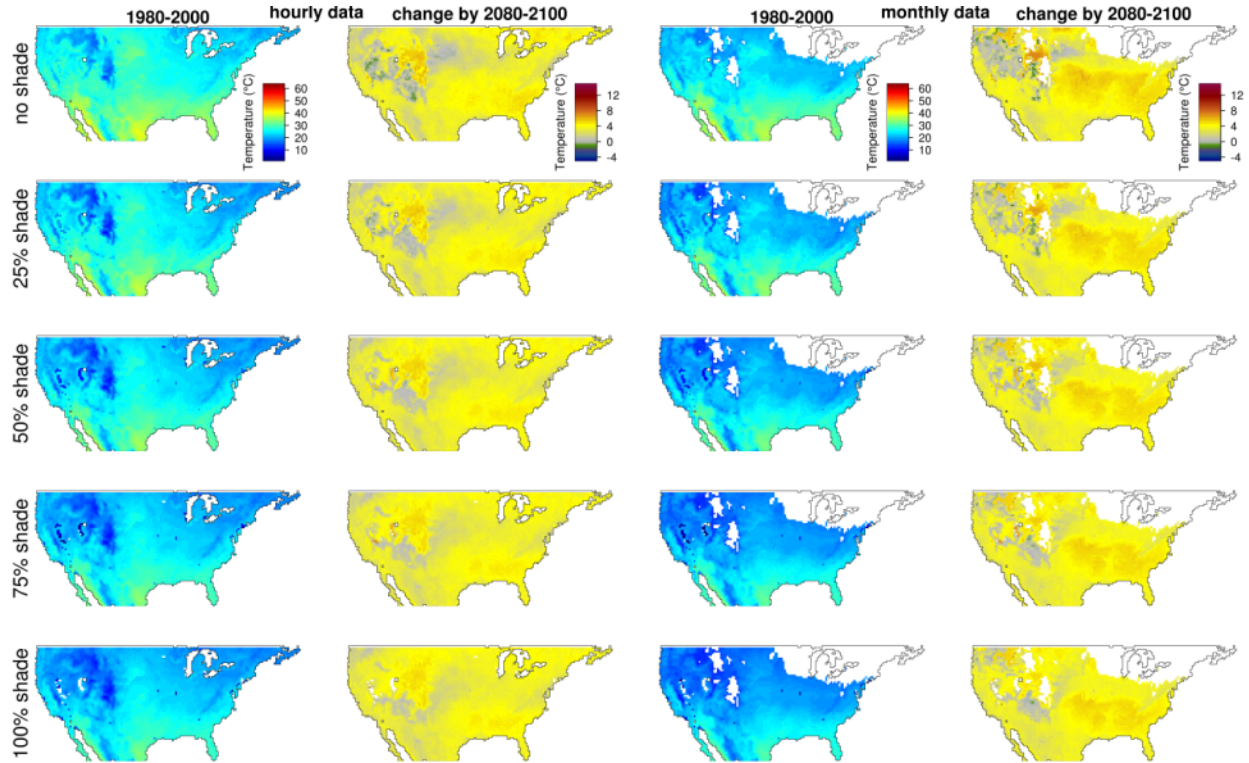 hourly data
monthly data
1980-2000
change by 2080-2100
1980-2000
change by 2080-2100
no shade
Temperature (°C)
60
50
40
30
20
10
Temperature (°C)
12
8
4
0
-4
Temperature (°C)
60
50
40
30
20
10
Temperature (°C)
12
8
4
0
-4
25% shade
50% shade
75% shade
100% shade